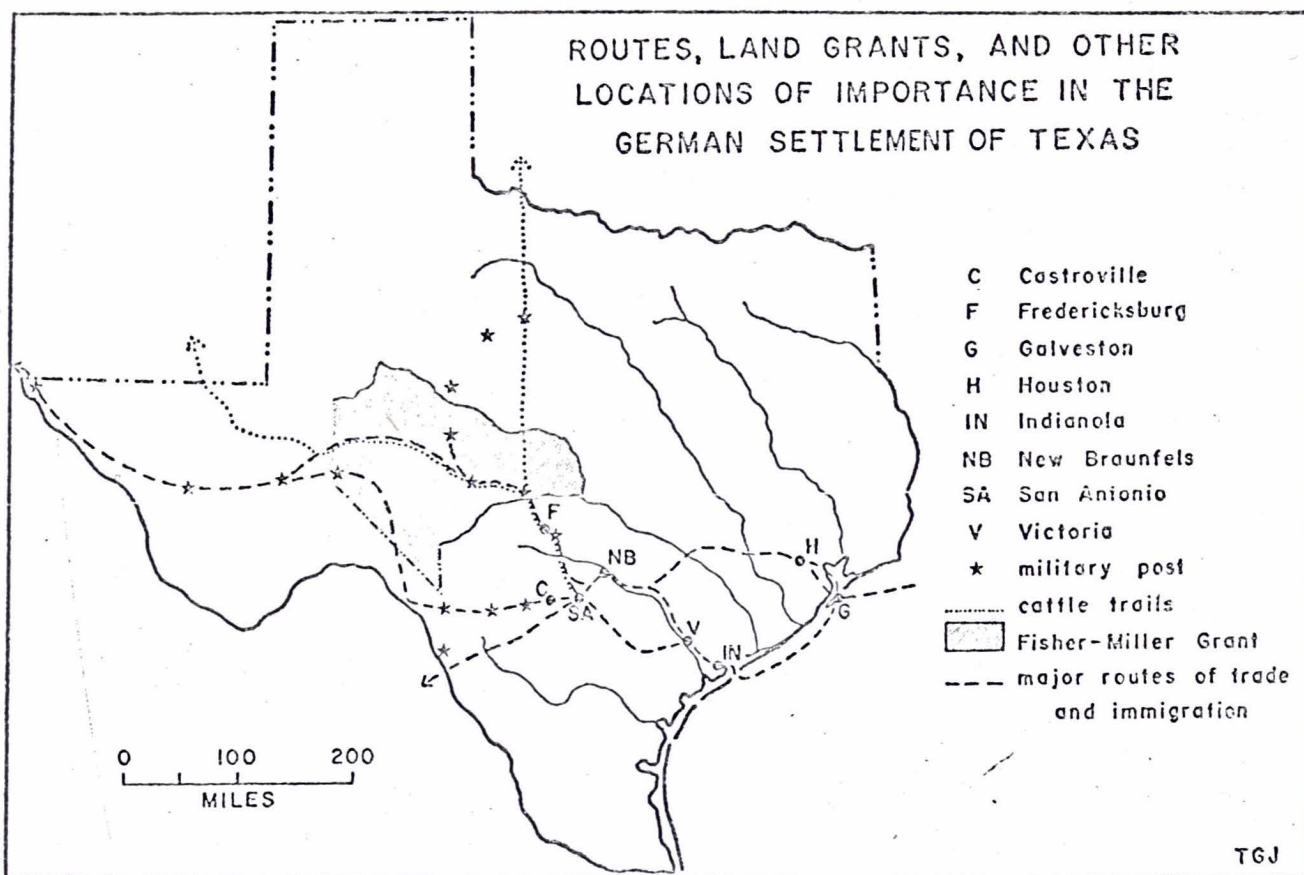 ROUTES, LAND GRANTS, AND OTHER
LOCATIONS OF IMPORTANCE IN THE
GERMAN SETTLEMENT OF TEXAS
C Castroville
F Fredericksburg
G Galveston
H Houston
IN Indianola
NB New Braunfels
SA San Antonio
V Victoria
★ military post
cattle trails
Fisher-Miller Grant
major routes of trade
and immigration
F
NB
H
C
SA
G
V
IN
0 100 200
MILES
TGJ